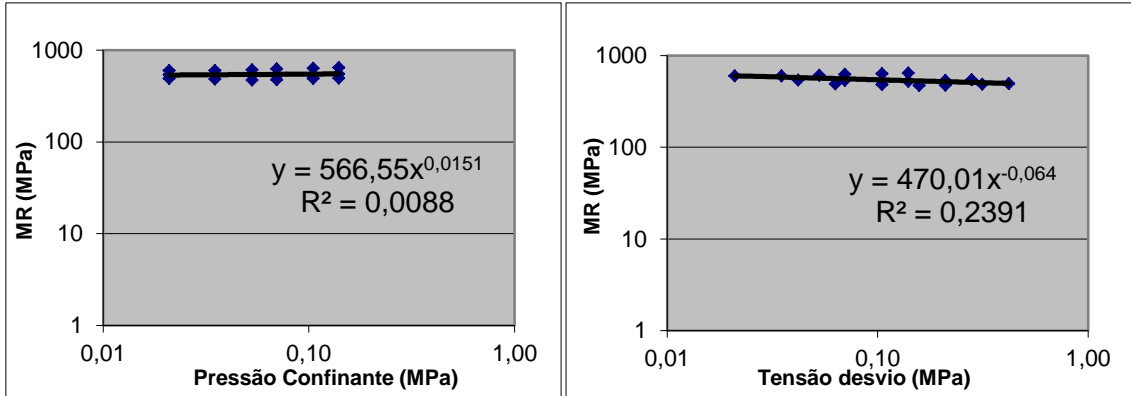 1000
100
10
1
MR (MPa)
y = 566,55x^0,0151
R² = 0,0088
0,01 0,10 1,00
Pressão Confinante (MPa)
1000
100
10
1
MR (MPa)
y = 470,01x^-0,064
R² = 0,2391
0,01 0,10 1,00
Tensão desvio (MPa)